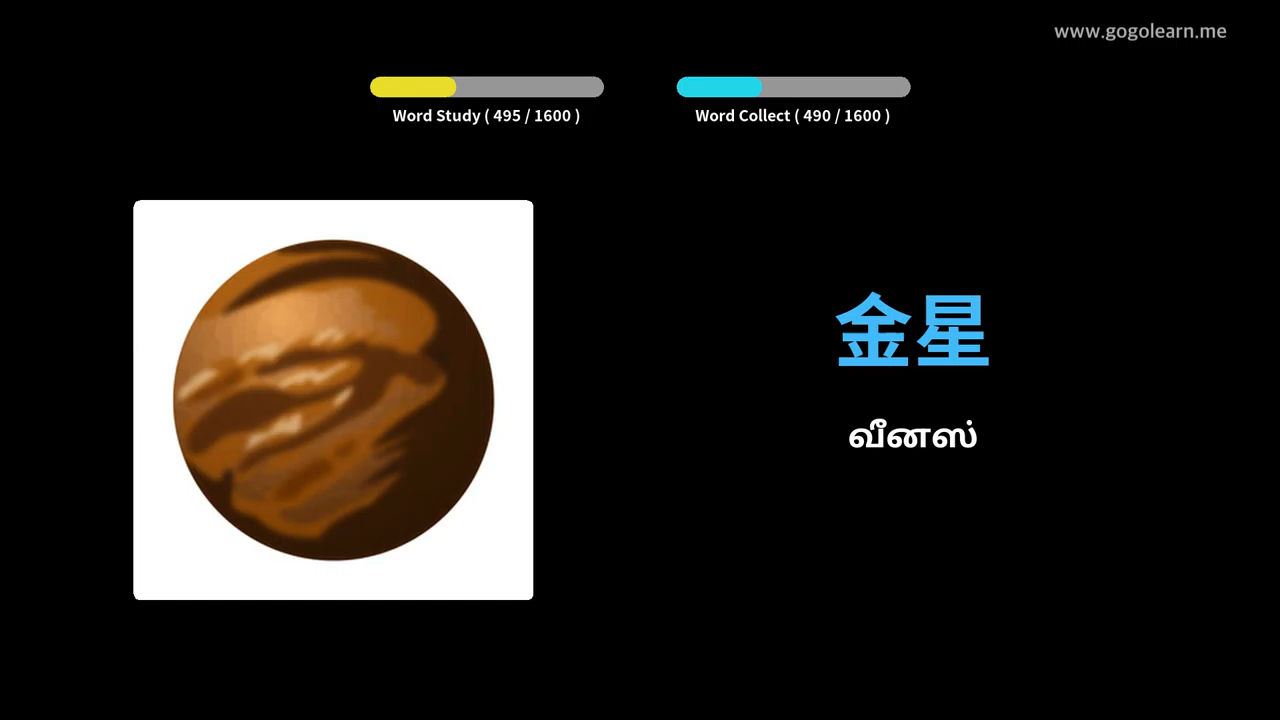 www.gogolearn.me
Word Study ( 495 / 1600 )
Word Collect ( 490 / 1600 )
金星
வீனஸ்